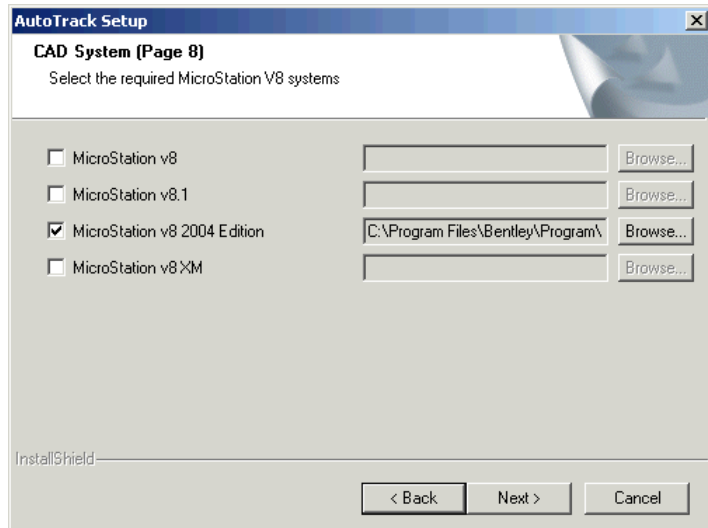 AutoTrack Setup
CAD System (Page 8)
Select the required MicroStation V8 systems
MicroStation v8 Browse...
MicroStation v8.1 Browse...
MicroStation v8 2004 Edition C:\Program Files\Bentley\Program\ Browse...
MicroStation v8 XM Browse...
InstallShield
< Back Next > Cancel